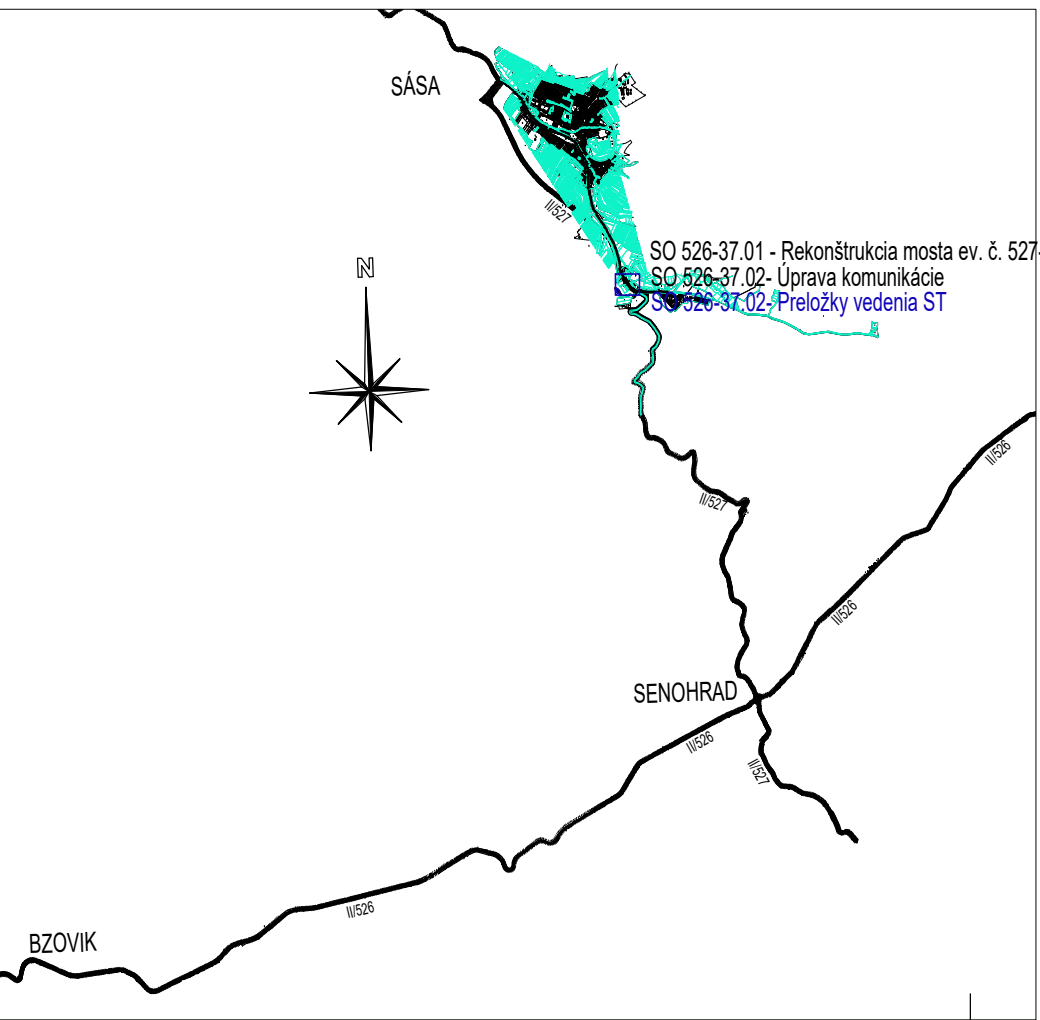 SÁSA
II/527
SO 526-37.01 - Rekonštrukcia mosta ev. č. 527-
N
SO 526-37.02- Úprava komunikácie
SO 526-37.02- Preložky vedenia ST
II/526
II/527
II/526
SENOHRAD
II/526
II/527
II/526
BZOVIK